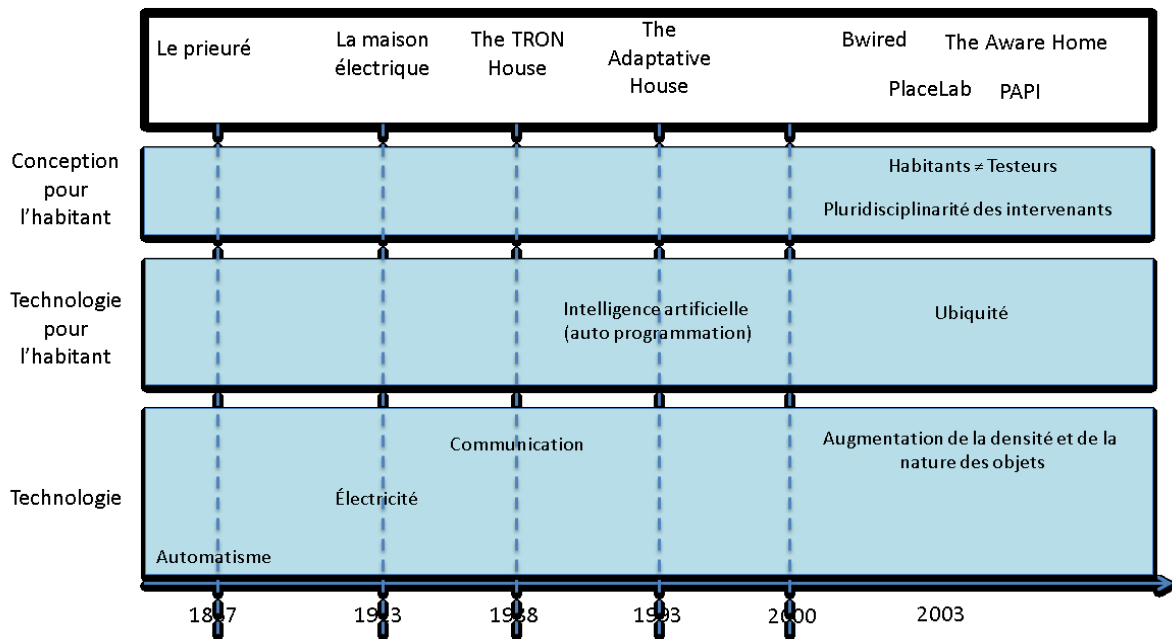 Le prieuré
La maison
électrique
The TRON
House
The
Adaptative
House
Bwired
The Aware Home
PlaceLab
PAPI
Conception
pour
l'habitant
Habitants ≠ Testeurs
Pluridisciplinarité des intervenants
Technologie
pour
l'habitant
Intelligence artificielle
(auto programmation)
Ubiquité
Technologie
Communication
Augmentation de la densité et de la
nature des objets
Électricité
Automatisme
1993
2000
2003